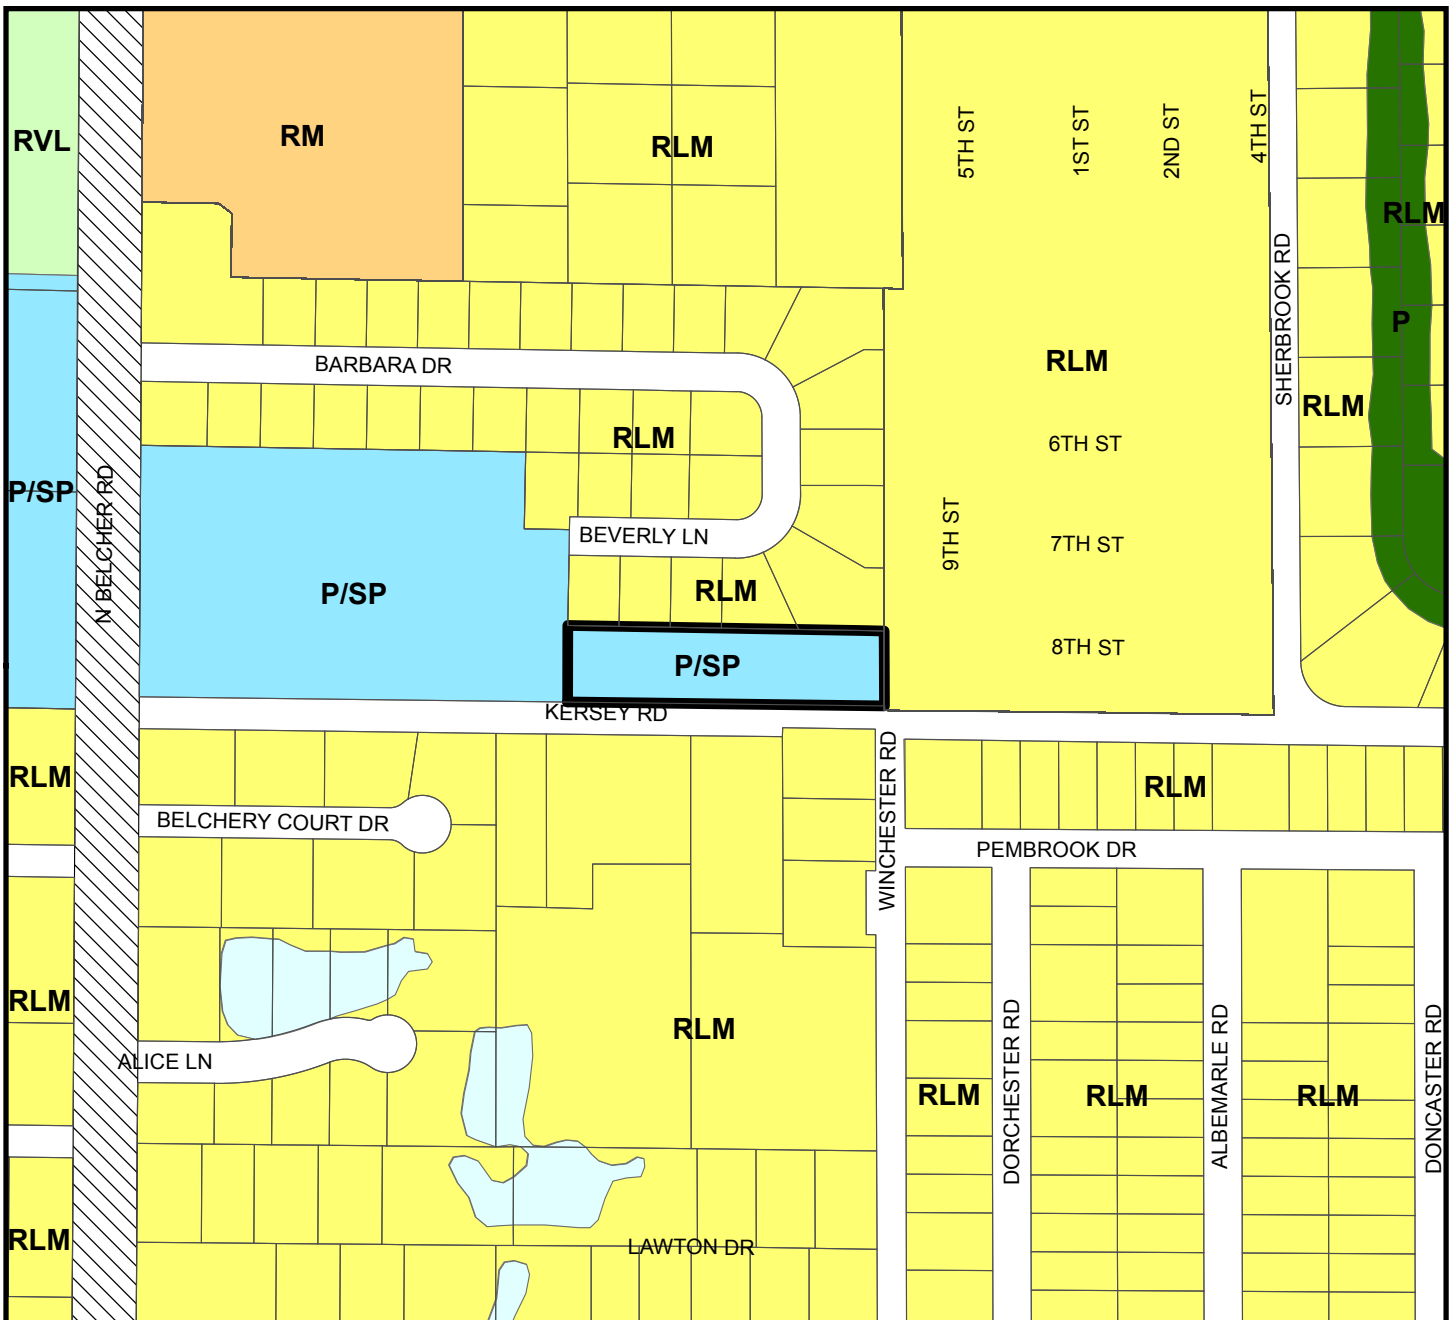 5TH ST
1ST ST
2ND ST
4TH ST
RVL
RM
RLM
RLM
SHERBROOK RD
P
BARBARA DR
RLM
RLM
RLM
6TH ST
P/SP
N BELCHER RD
9TH ST
BEVERLY LN
7TH ST
P/SP
RLM
8TH ST
P/SP
KERSEY RD
RLM
WINCHESTER RD
RLM
BELCHERY COURT DR
PEMBROOK DR
RLM
RLM
ALICE LN
DORCHESTER RD
ALBEMARLE RD
DONCASTER RD
RLM
RLM
RLM
RLM
LAWTON DR